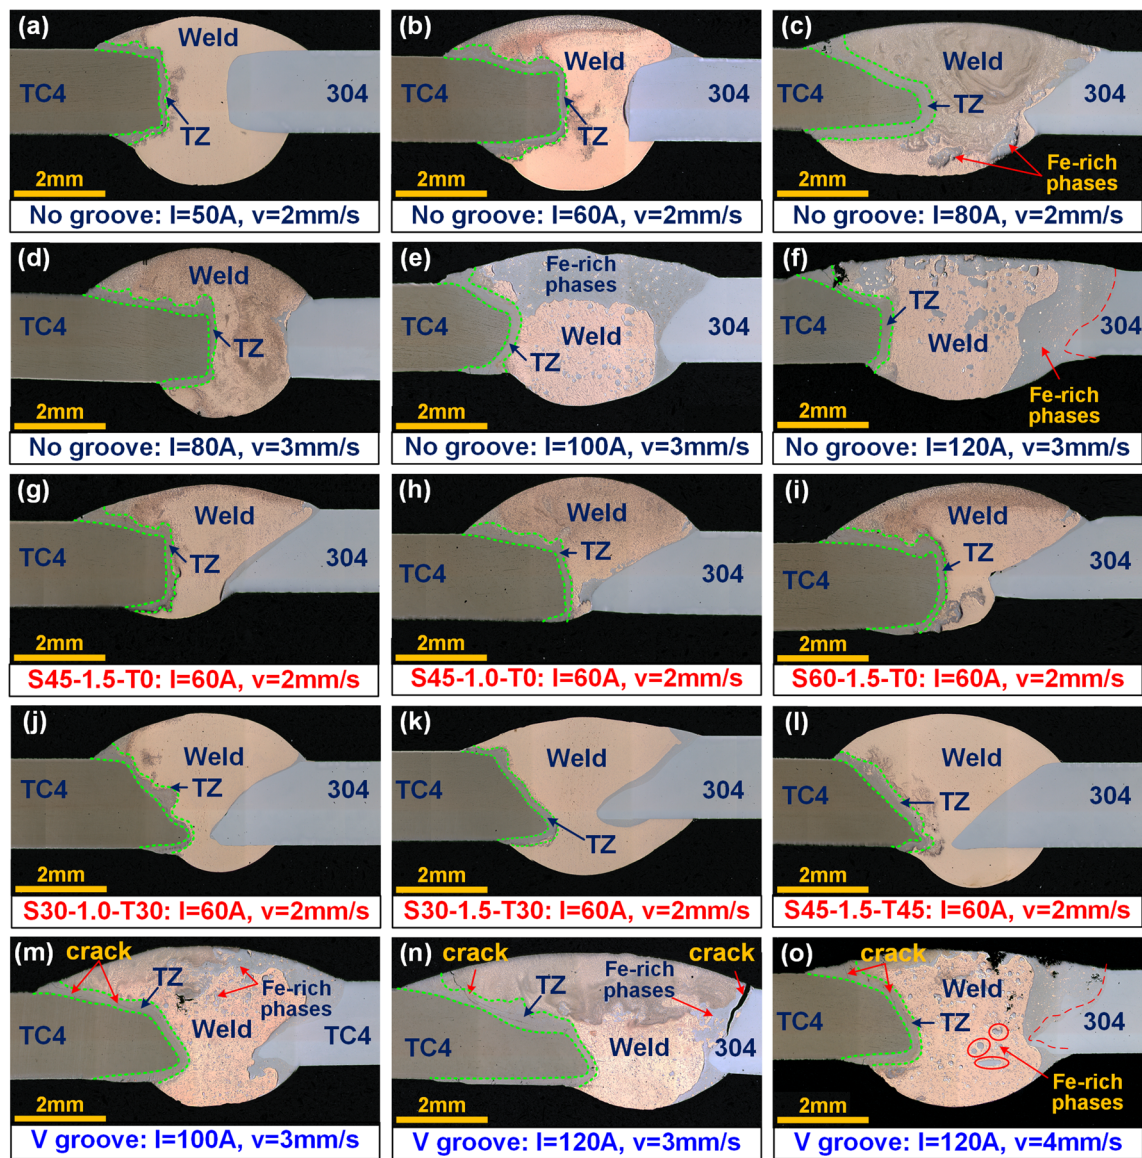 (a)
Weld
TC4
304
TZ
2mm
No groove: I=50A, v=2mm/s
(b)
Weld
TC4
304
TZ
2mm
No groove: I=60A, v=2mm/s
(c)
Weld
TC4
TZ
304
Fe-rich
phases
2mm
No groove: I=80A, v=2mm/s
(d)
Weld
TC4
TZ
304
2mm
No groove: I=80A, v=3mm/s
(e)
Fe-rich
phases
TC4
304
Weld
TZ
2mm
No groove: I=100A, v=3mm/s
(f)
TZ
TC4
304
Weld
Fe-rich
phases
2mm
No groove: I=120A, v=3mm/s
(g)
Weld
TC4
TZ
304
2mm
S45-1.5-T0: I=60A, v=2mm/s
(h)
Weld
TZ
TC4
304
2mm
S45-1.0-T0: I=60A, v=2mm/s
(i)
Weld
TZ
TC4
304
2mm
S60-1.5-T0: I=60A, v=2mm/s
(j)
Weld
TC4
TZ
304
2mm
S30-1.0-T30: I=60A, v=2mm/s
(k)
Weld
TC4
304
TZ
2mm
S30-1.5-T30: I=60A, v=2mm/s
(l)
Weld
TC4
TZ
304
2mm
S45-1.5-T45: I=60A, v=2mm/s
(m)
crack
TZ
Fe-rich
phases
Weld
TC4
TC4
2mm
V groove: I=100A, v=3mm/s
(n)
crack
crack
TZ
Fe-rich
phases
TC4
Weld
304
2mm
V groove: I=120A, v=3mm/s
(o)
crack
Weld
TC4
TZ
304
Fe-rich
phases
2mm
V groove: I=120A, v=4mm/s